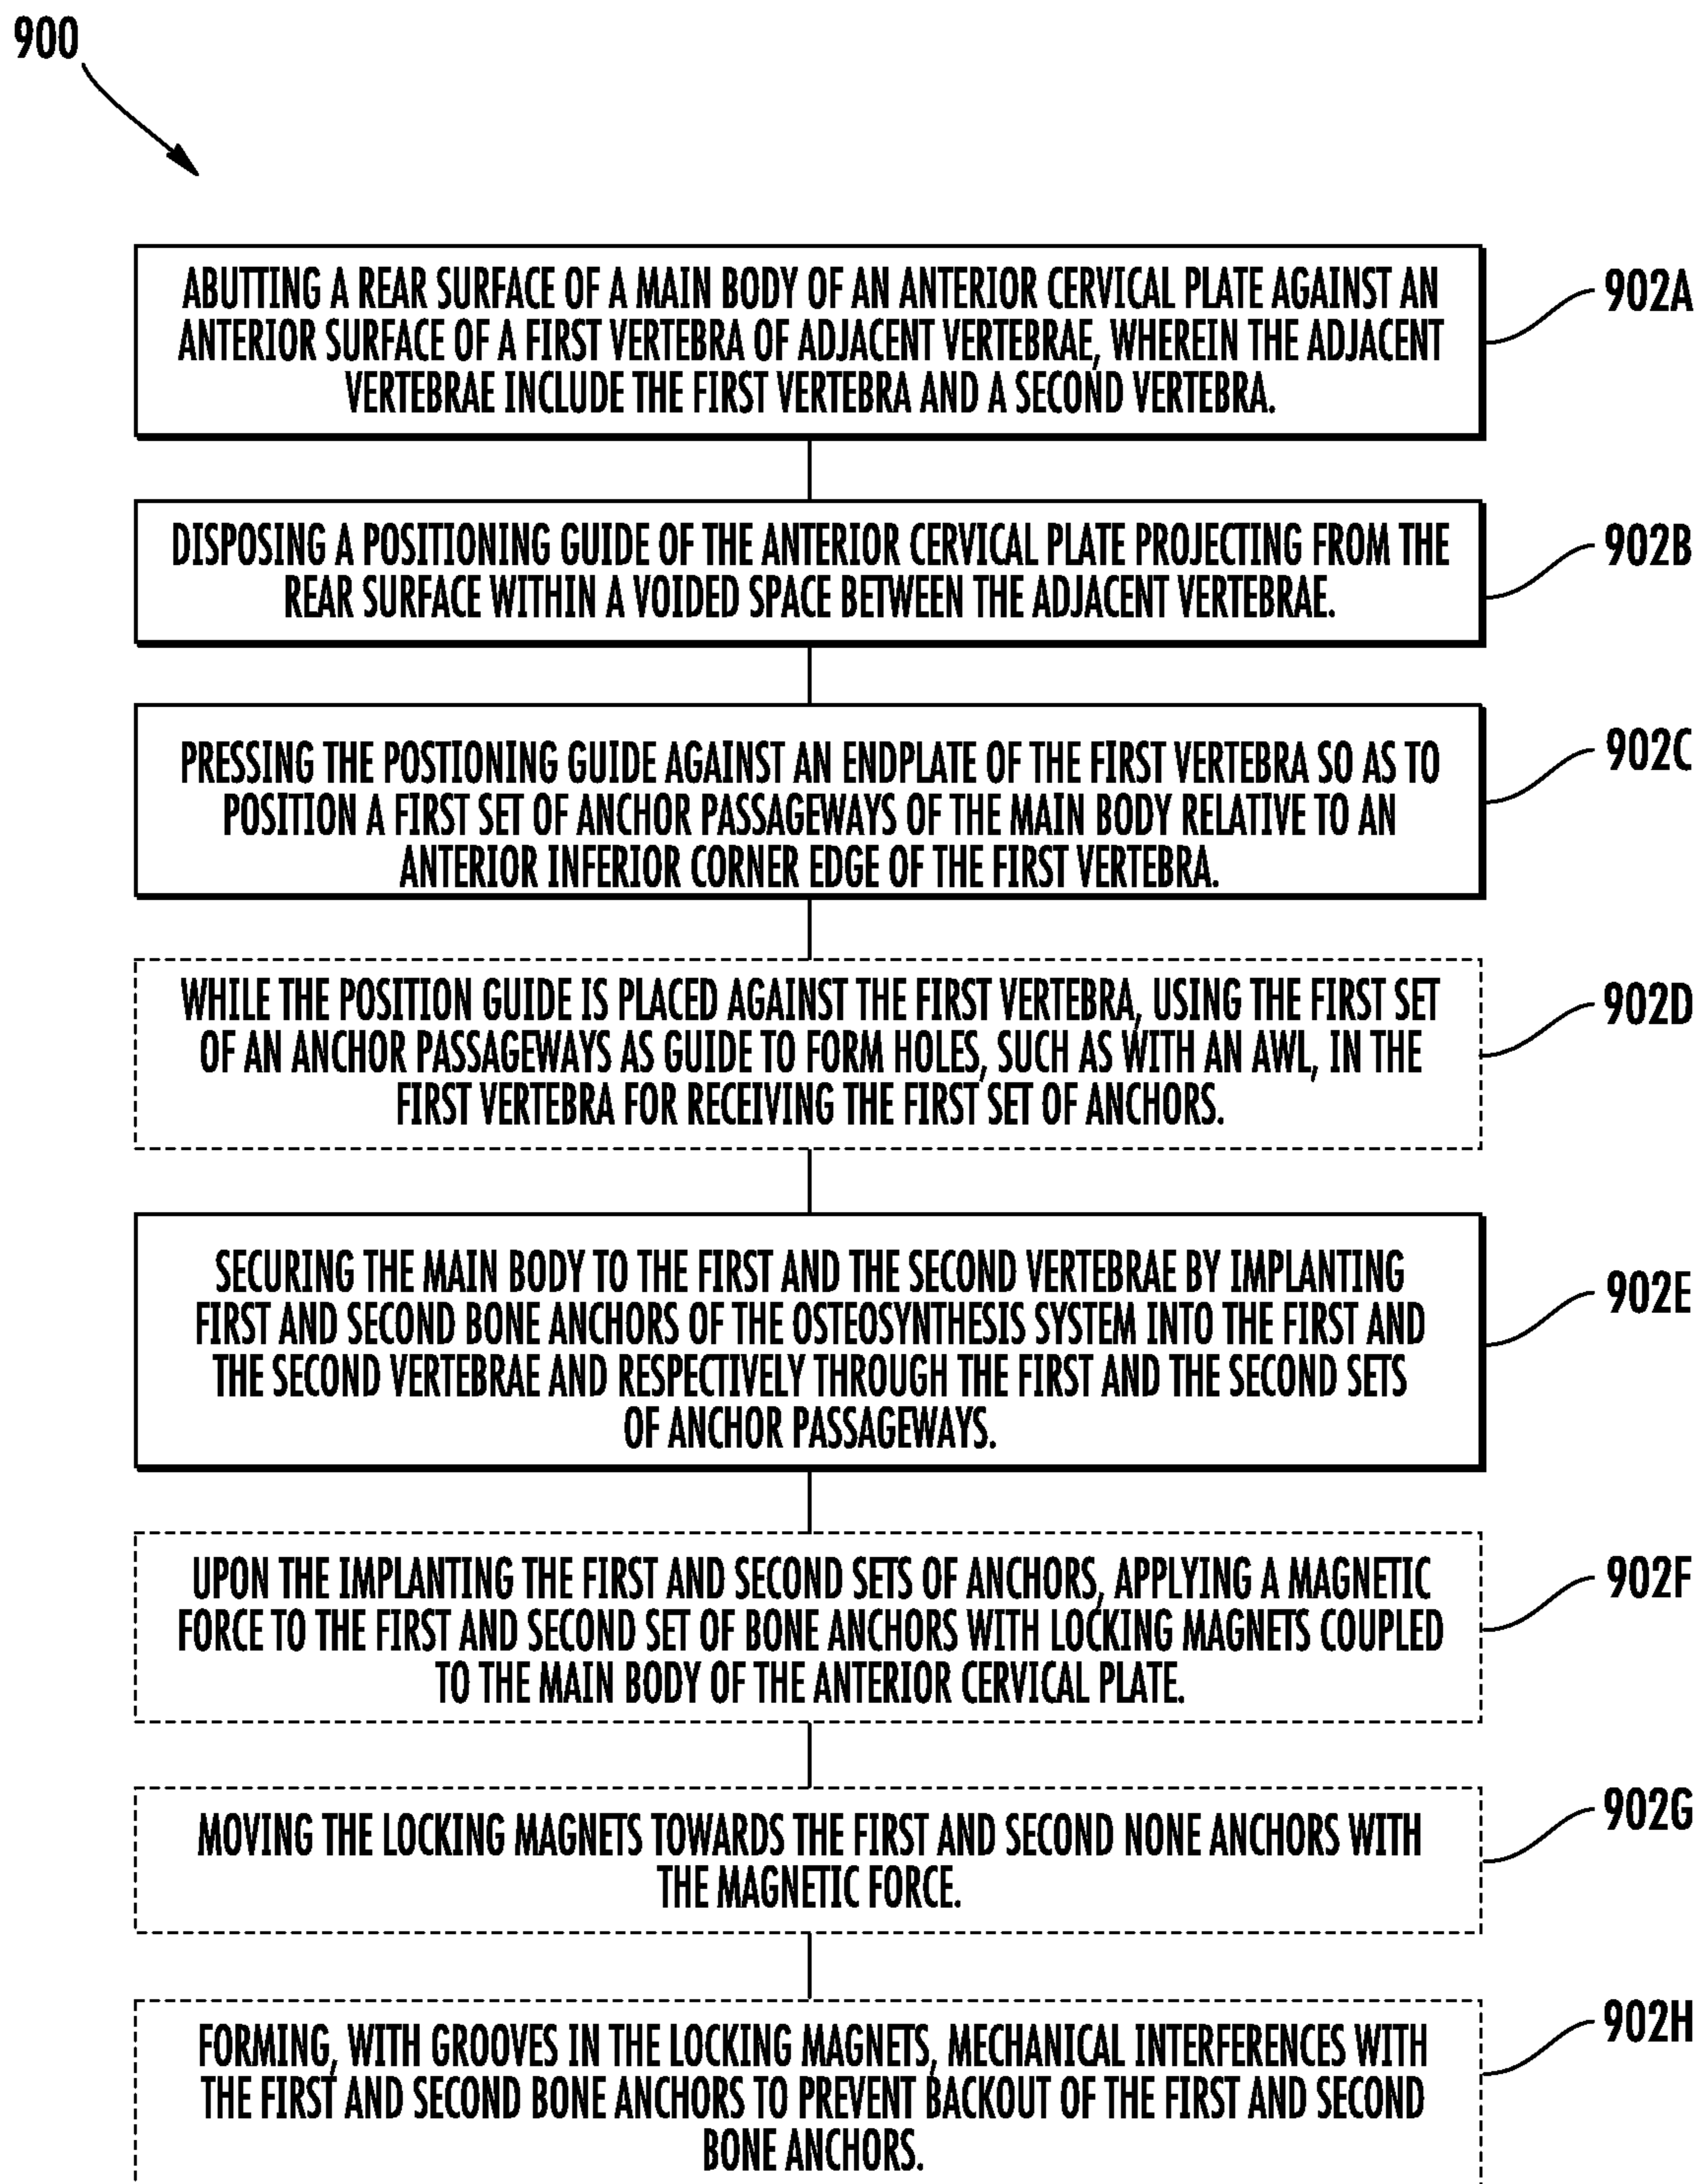 900
ABUTTING A REAR SURFACE OF A MAIN BODY OF AN ANTERIOR CERVICAL PLATE AGAINST AN
ANTERIOR SURFACE OF A FIRST VERTEBRA OF ADJACENT VERTEBRAE, WHEREIN THE ADJACENT
VERTEBRAE INCLUDE THE FIRST VERTEBRA AND A SECOND VERTEBRA.
902A
DISPOSING A POSITIONING GUIDE OF THE ANTERIOR CERVICAL PLATE PROJECTING FROM THE
REAR SURFACE WITHIN A VOIDED SPACE BETWEEN THE ADJACENT VERTEBRAE.
902B
PRESSING THE POSTIONING GUIDE AGAINST AN ENDPLATE OF THE FIRST VERTEBRA SO AS TO
POSITION A FIRST SET OF ANCHOR PASSAGEWAYS OF THE MAIN BODY RELATIVE TO AN
ANTERIOR INFERIOR CORNER EDGE OF THE FIRST VERTEBRA.
902C
WHILE THE POSITION GUIDE IS PLACED AGAINST THE FIRST VERTEBRA, USING THE FIRST SET
OF AN ANCHOR PASSAGEWAYS AS GUIDE TO FORM HOLES, SUCH AS WITH AN AWL, IN THE
FIRST VERTEBRA FOR RECEIVING THE FIRST SET OF ANCHORS.
902D
SECURING THE MAIN BODY TO THE FIRST AND THE SECOND VERTEBRAE BY IMPLANTING
FIRST AND SECOND BONE ANCHORS OF THE OSTEOSYNTHESIS SYSTEM INTO THE FIRST AND
THE SECOND VERTEBRAE AND RESPECTIVELY THROUGH THE FIRST AND THE SECOND SETS
OF ANCHOR PASSAGEWAYS.
902E
UPON THE IMPLANTING THE FIRST AND SECOND SETS OF ANCHORS, APPLYING A MAGNETIC
FORCE TO THE FIRST AND SECOND SET OF BONE ANCHORS WITH LOCKING MAGNETS COUPLED
TO THE MAIN BODY OF THE ANTERIOR CERVICAL PLATE.
902F
MOVING THE LOCKING MAGNETS TOWARDS THE FIRST AND SECOND NONE ANCHORS WITH
THE MAGNETIC FORCE.
902G
FORMING, WITH GROOVES IN THE LOCKING MAGNETS, MECHANICAL INTERFERENCES WITH
THE FIRST AND SECOND BONE ANCHORS TO PREVENT BACKOUT OF THE FIRST AND SECOND
BONE ANCHORS.
902H